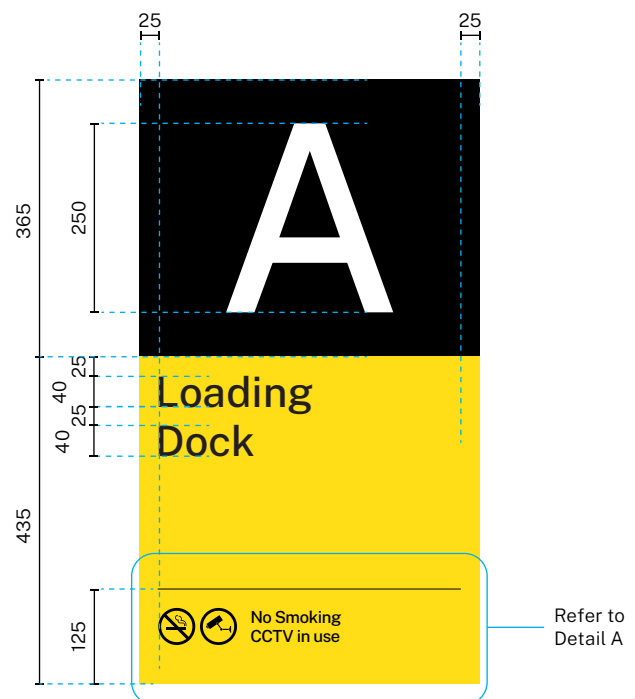 25
25
A
365
250
25
40
25
40
Loading
Dock
435
125
No Smoking
CCTV in use
Refer to
Detail A